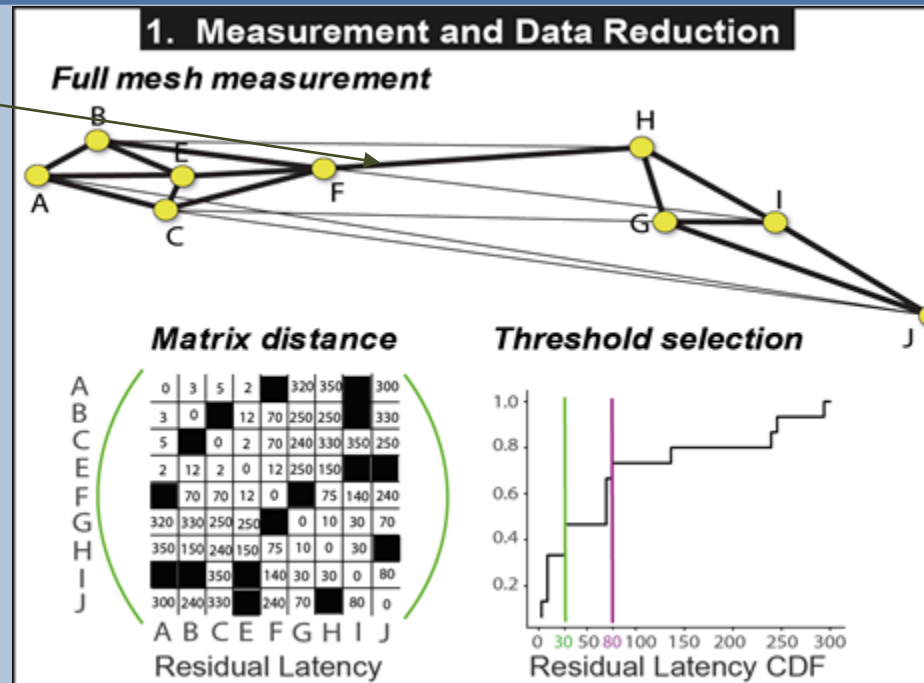 1. Measurement and Data Reduction
Full mesh measurement
B
H
E
A
F
I
G
C
J
Matrix distance
Threshold selection
A 0 3 5 2 320 350 300
B 3 0 12 70 250 250 330
C 5 0 2 70 240 330 350 250
E 2 12 2 0 12 250 150
F 70 70 12 0 75 140 240
G 320 330 250 250 0 10 30 70
H 350 150 240 150 75 10 0 30
I 350 140 30 30 0 80
J 300 240 330 240 70 80 0
A B C E F G H I J
Residual Latency
1.0
0.8
0.6
0.4
0.2
0 30 50 80 100 150 200 250 300
Residual Latency CDF